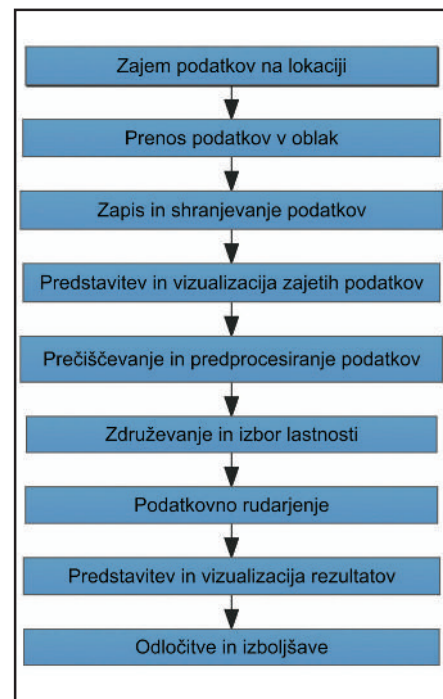 Zajem podatkov na lokaciji
Prenos podatkov v oblak
Zapis in shranjevanje podatkov
Predstavitev in vizualizacija zajetih podatkov
Prečiščevanje in predprocesiranje podatkov
Združevanje in izbor lastnosti
Podatkovno rudarjenje
Predstavitev in vizualizacija rezultatov
Odločitve in izboljšave